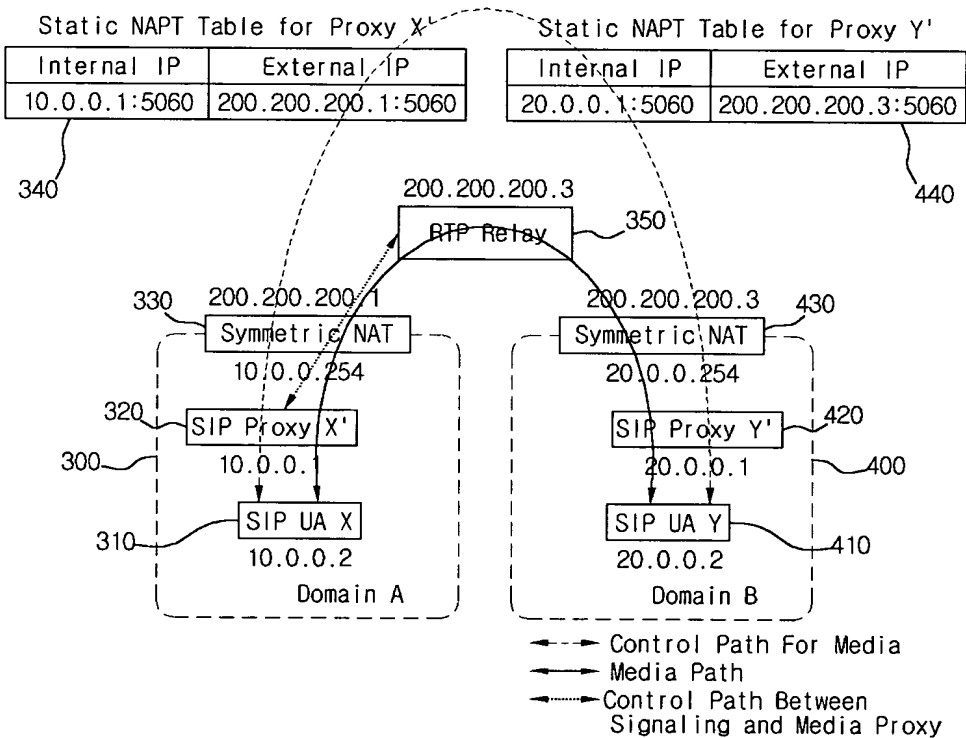 Static NAPT Table for Proxy X'
Internal IP External IP
10.0.0.1:5060 200.200.200.1:5060
340
Static NAPT Table for Proxy Y'
Internal IP External IP
20.0.0.1:5060 200.200.200.3:5060
440
200.200.200.3
RTP Relay
350
200.200.200.1
330
Symmetric NAT
10.0.0.254
200.200.200.3
430
Symmetric NAT
20.0.0.254
320
SIP Proxy X'
10.0.0.1
300
SIP Proxy Y'
420
20.0.0.1
400
SIP UA X
310
10.0.0.2
Domain A
SIP UA Y
410
20.0.0.2
Domain B
Control Path For Media
Media Path
Control Path Between
Signaling and Media Proxy